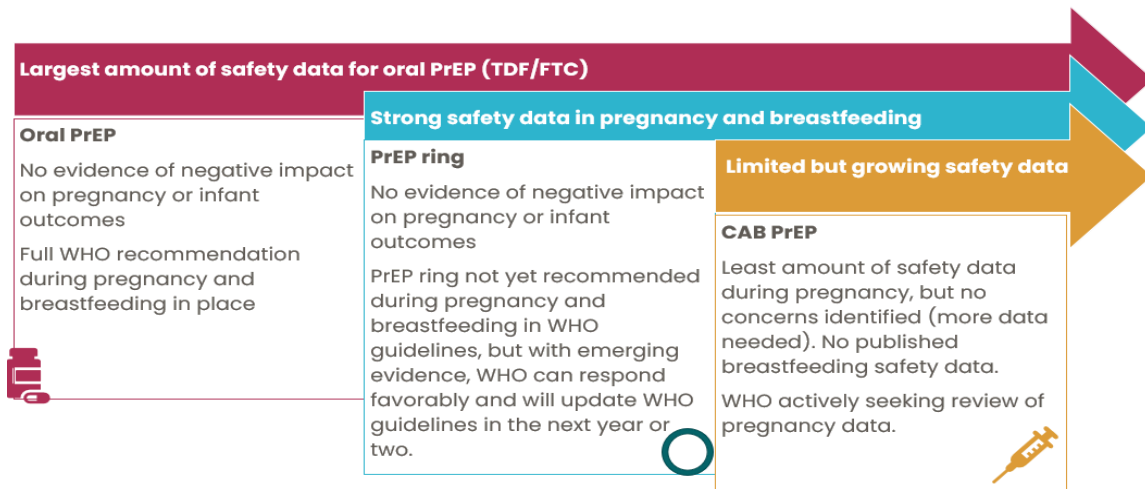 Largest amount of safety data for oral PrEP (TDF/FTC)
Oral PrEP
No evidence of negative impact
on pregnancy or infant
outcomes
Full WHO recommendation
during pregnancy and
breastfeeding in place
Strong safety data in pregnancy and breastfeeding
PrEP ring
No evidence of negative impact
on pregnancy or infant
outcomes
PrEP ring not yet recommended
during pregnancy and
breastfeeding in WHO
guidelines, but with emerging
evidence, WHO can respond
favorably and will update WHO
guidelines in the next year or
two.
Limited but growing safety data
CAB PrEP
Least amount of safety data
during pregnancy, but no
concerns identified (more data
needed). No published
breastfeeding safety data.
WHO actively seeking review of
pregnancy data.